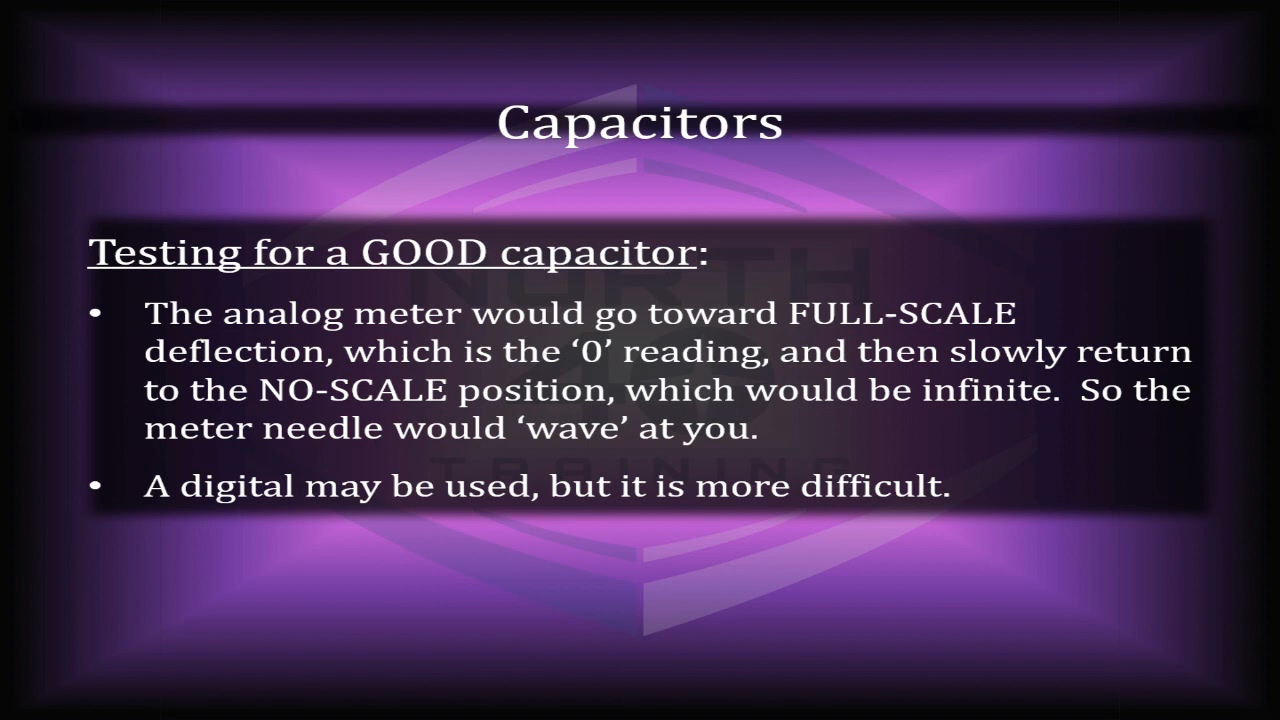 Capacitors
Testing for a GOOD capacitor:
• The analog meter would go toward FULL-SCALE
deflection, which is the ‘0’ reading, and then slowly return
to the NO-SCALE position, which would be infinite.  So the
meter needle would ‘wave’ at you.
• A digital may be used, but it is more difficult.
NORTH
TRAINING